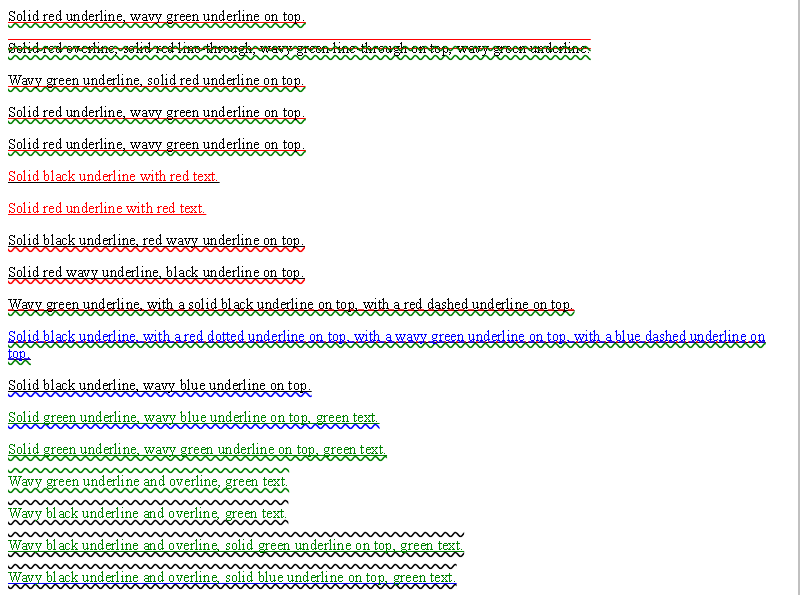 Solid red underline, wavy green underline on top.
Solid red overline, solid red line-through, wavy green line-through on top, wavy green underline.
Wavy green underline, solid red underline on top.
Solid red underline, wavy green underline on top.
Solid red underline, wavy green underline on top.
Solid black underline with red text.
Solid red underline with red text.
Solid black underline, red wavy underline on top.
Solid red wavy underline, black underline on top.
Wavy green underline, with a solid black underline on top, with a red dashed underline on top.
Solid black underline, with a red dotted underline on top, with a wavy green underline on top, with a blue dashed underline on
top.
Solid black underline, wavy blue underline on top.
Solid green underline, wavy blue underline on top, green text.
Solid green underline, wavy green underline on top, green text.
Wavy green underline and overline, green text.
Wavy black underline and overline, green text.
Wavy black underline and overline, solid green underline on top, green text.
Wavy black underline and overline, solid blue underline on top, green text.